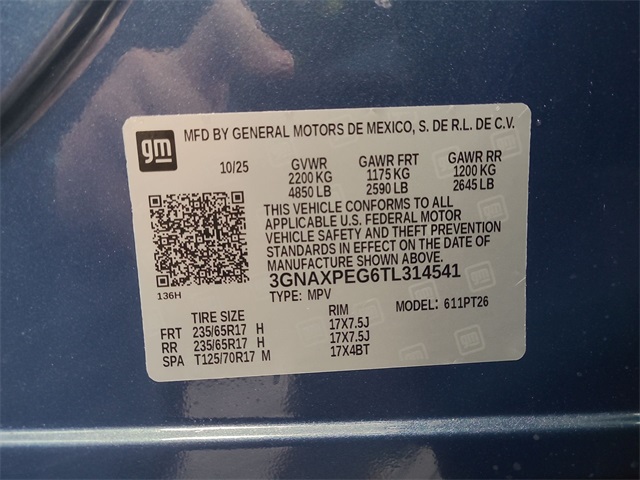 gm
MFD BY GENERAL MOTORS DE MEXICO, S. DE R.L. DE C.V.
10/25 GVWR GAWR FRT GAWR RR
2200 KG 1175 KG 1200 KG
4850 LB 2590 LB 2645 LB
THIS VEHICLE CONFORMS TO ALL
APPLICABLE U.S. FEDERAL MOTOR
VEHICLE SAFETY AND THEFT PREVENTION
STANDARDS IN EFFECT ON THE DATE OF
MANUFACTURE SHOWN ABOVE.
3GNAXPEG6TL314541
136H
TYPE: MPV MODEL: 611PT26
TIRE SIZE RIM
FRT 235/65R17 H 17X7.5J
RR 235/65R17 H 17X7.5J
SPA T125/70R17 M 17X4BT